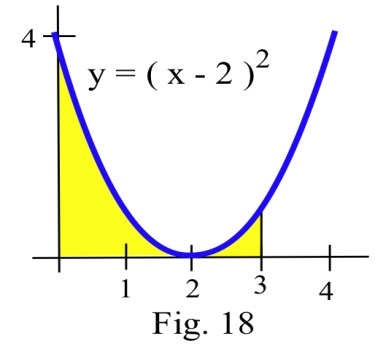 4
y = ( x - 2 )²
1 2 3 4
Fig. 18